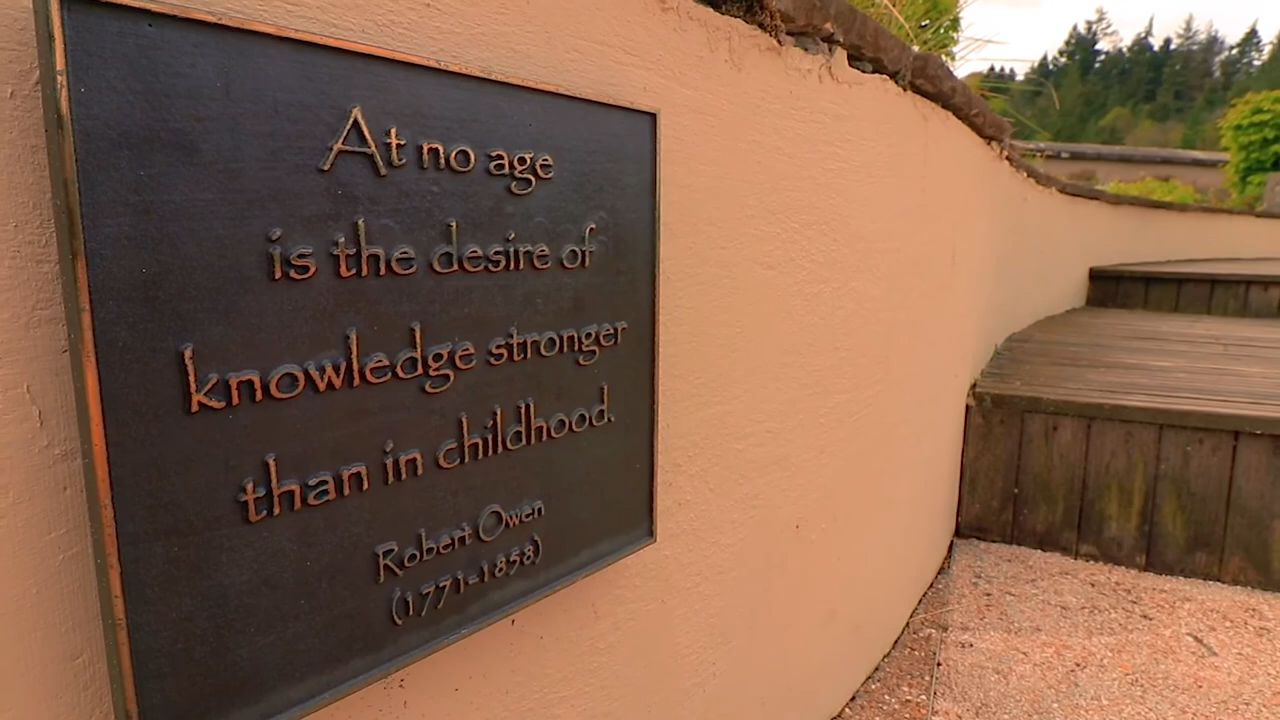 At no age
is the desire of
knowledge stronger
than in childhood.
Robert Owen
(1771-1858)